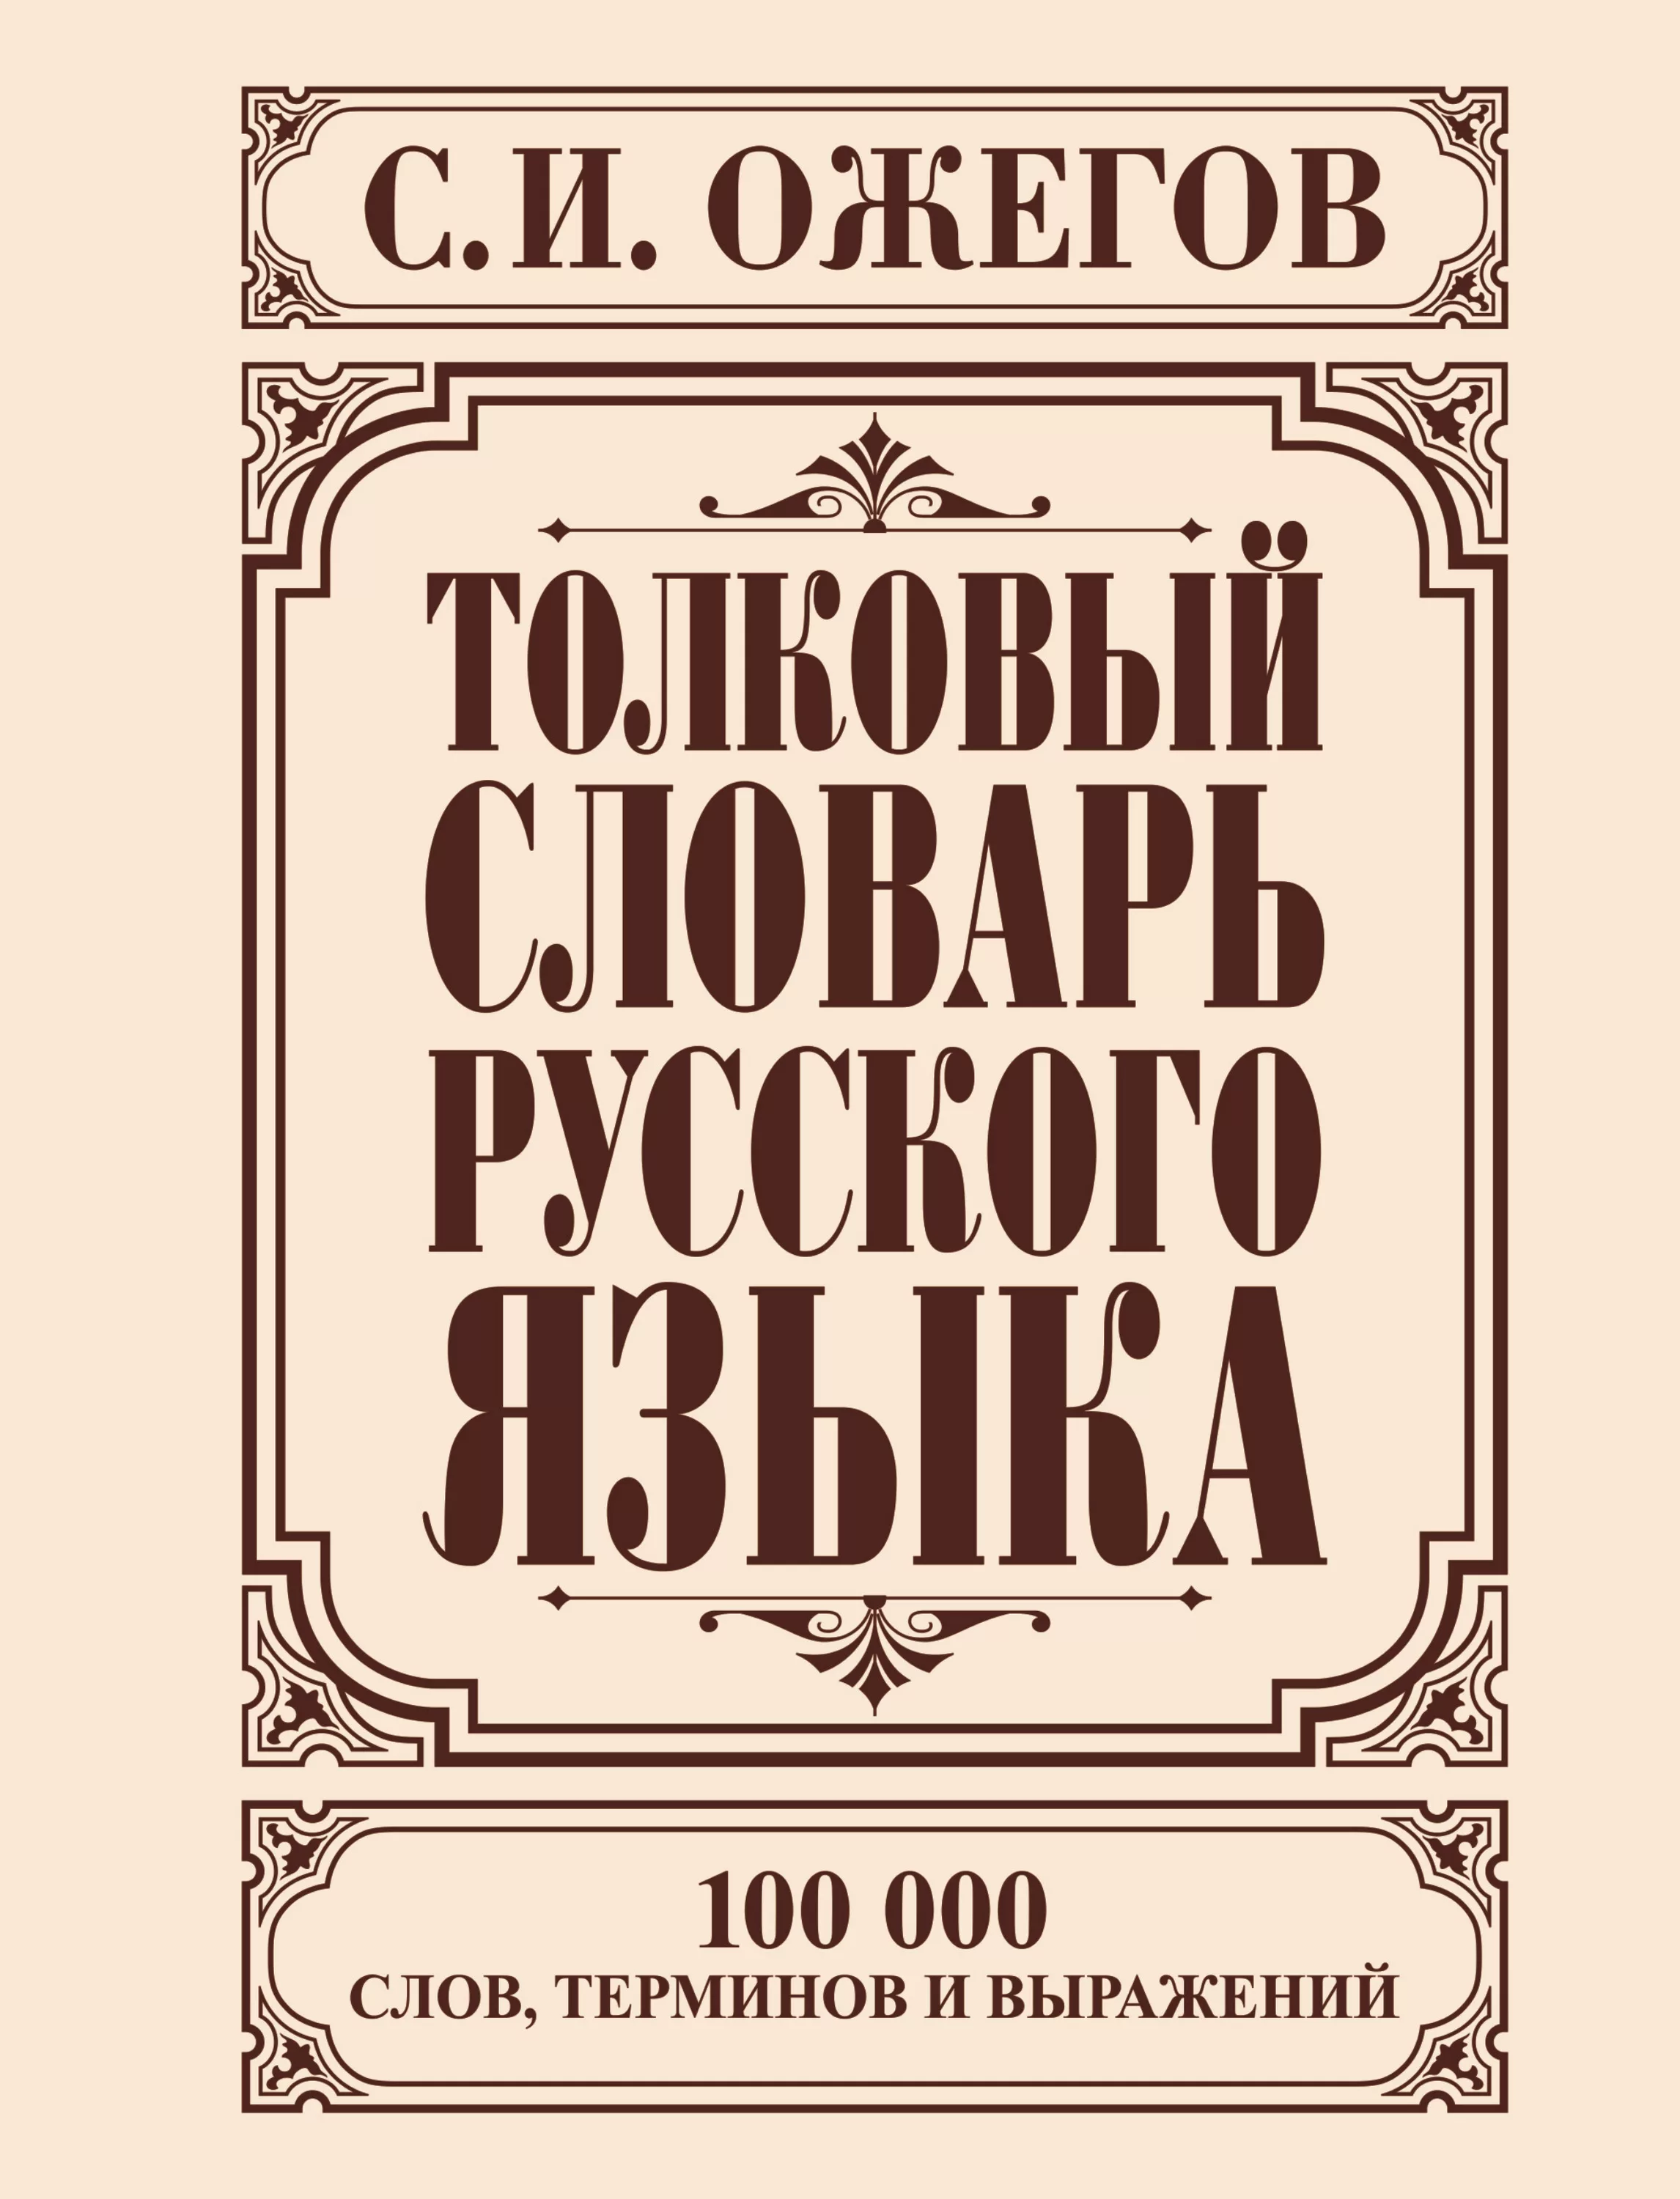 С.И. ОЖЕГОВ
ТОЛКОВЫЙ
СЛОВАРЬ
РУССКОГО
ЯЗЫКА
100 000
СЛОВ, ТЕРМИНОВ И ВЫРАЖЕНИЙ